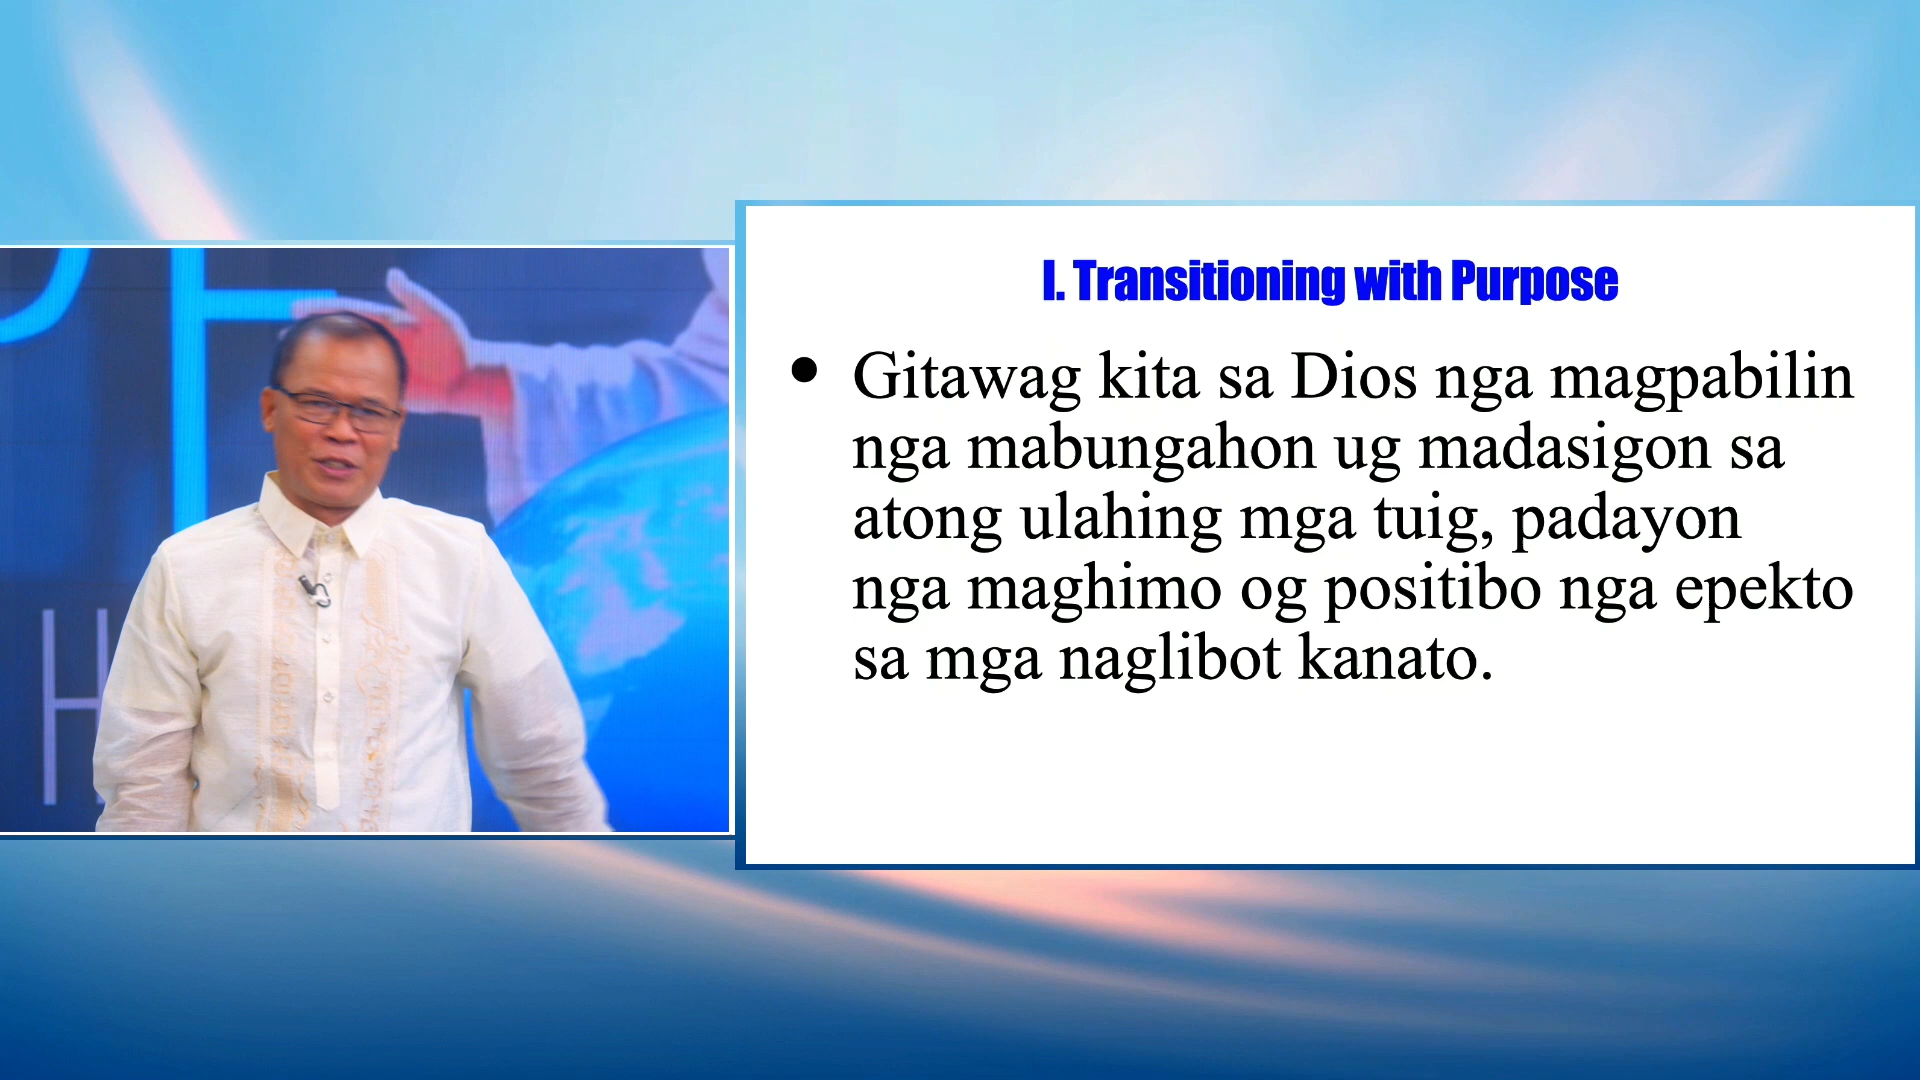 I. Transitioning with Purpose
• Gitawag kita sa Dios nga magpabilin
nga mabungahon ug madasigon sa
atong ulahing mga tuig, padayon
nga maghimo og positibo nga epekto
sa mga naglibot kanato.